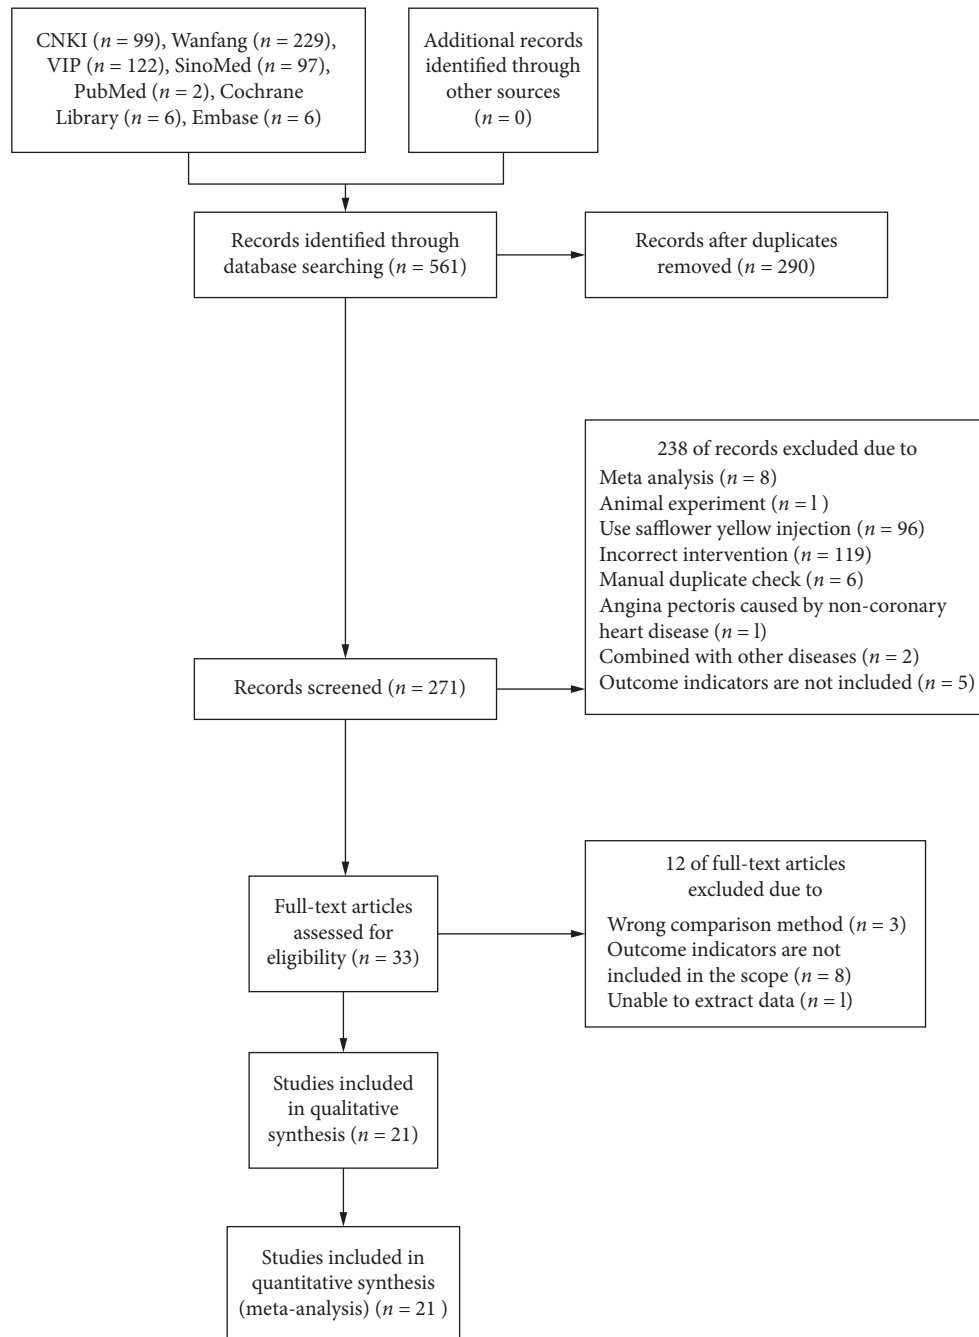 CNKI (n = 99), Wanfang (n = 229),
VIP (n = 122), SinoMed (n = 97),
PubMed (n = 2), Cochrane
Library (n = 6), Embase (n = 6)
Additional records
identified through
other sources
(n = 0)
Records identified through
database searching (n = 561)
Records after duplicates
removed (n = 290)
238 of records excluded due to
Meta analysis (n = 8)
Animal experiment (n = l )
Use safflower yellow injection (n = 96)
Incorrect intervention (n = 119)
Manual duplicate check (n = 6)
Angina pectoris caused by non-coronary
heart disease (n = l)
Combined with other diseases (n = 2)
Outcome indicators are not included (n = 5)
Records screened (n = 271)
Full-text articles
assessed for
eligibility (n = 33)
12 of full-text articles
excluded due to
Wrong comparison method (n = 3)
Outcome indicators are not
included in the scope (n = 8)
Unable to extract data (n = l)
Studies included
in qualitative
synthesis (n = 21)
Studies included in
quantitative synthesis
(meta-analysis) (n = 21 )